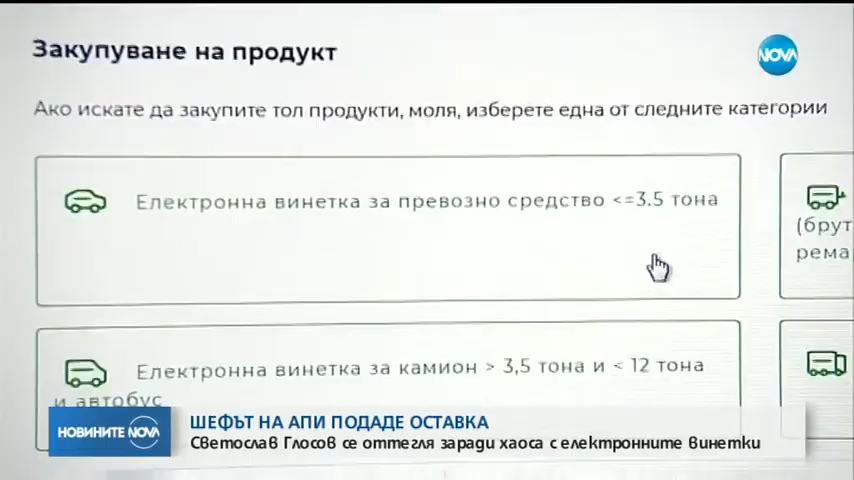 Закупуване на продукт
NOVA
Ако искате да закупите тол продукти, моля, изберете една от следните категории
Електронна винетка за превозно средство <=3.5 тона
(брут
рема
Електронна винетка за камион > 3,5 тона и < 12 тона
и автобус
НОВИНИТЕ NOVA
ШЕФЪТ НА АПИ ПОДАДЕ ОСТАВКА
Светослав Глосов се оттегля заради хаоса с електронните винетки